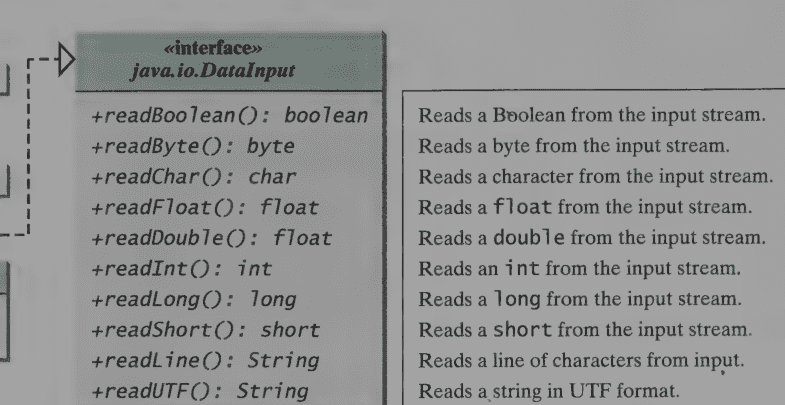 «interface»
java.io.DataInput
+readBoolean(): boolean
+readByte(): byte
+readChar(): char
+readFloat(): float
+readDouble(): float
+readInt(): int
+readLong(): long
+readShort(): short
+readLine(): String
+readUTF(): String
Reads a Boolean from the input stream.
Reads a byte from the input stream.
Reads a character from the input stream.
Reads a float from the input stream.
Reads a double from the input stream.
Reads an int from the input stream.
Reads a long from the input stream.
Reads a short from the input stream.
Reads a line of characters from input.
Reads a string in UTF format.